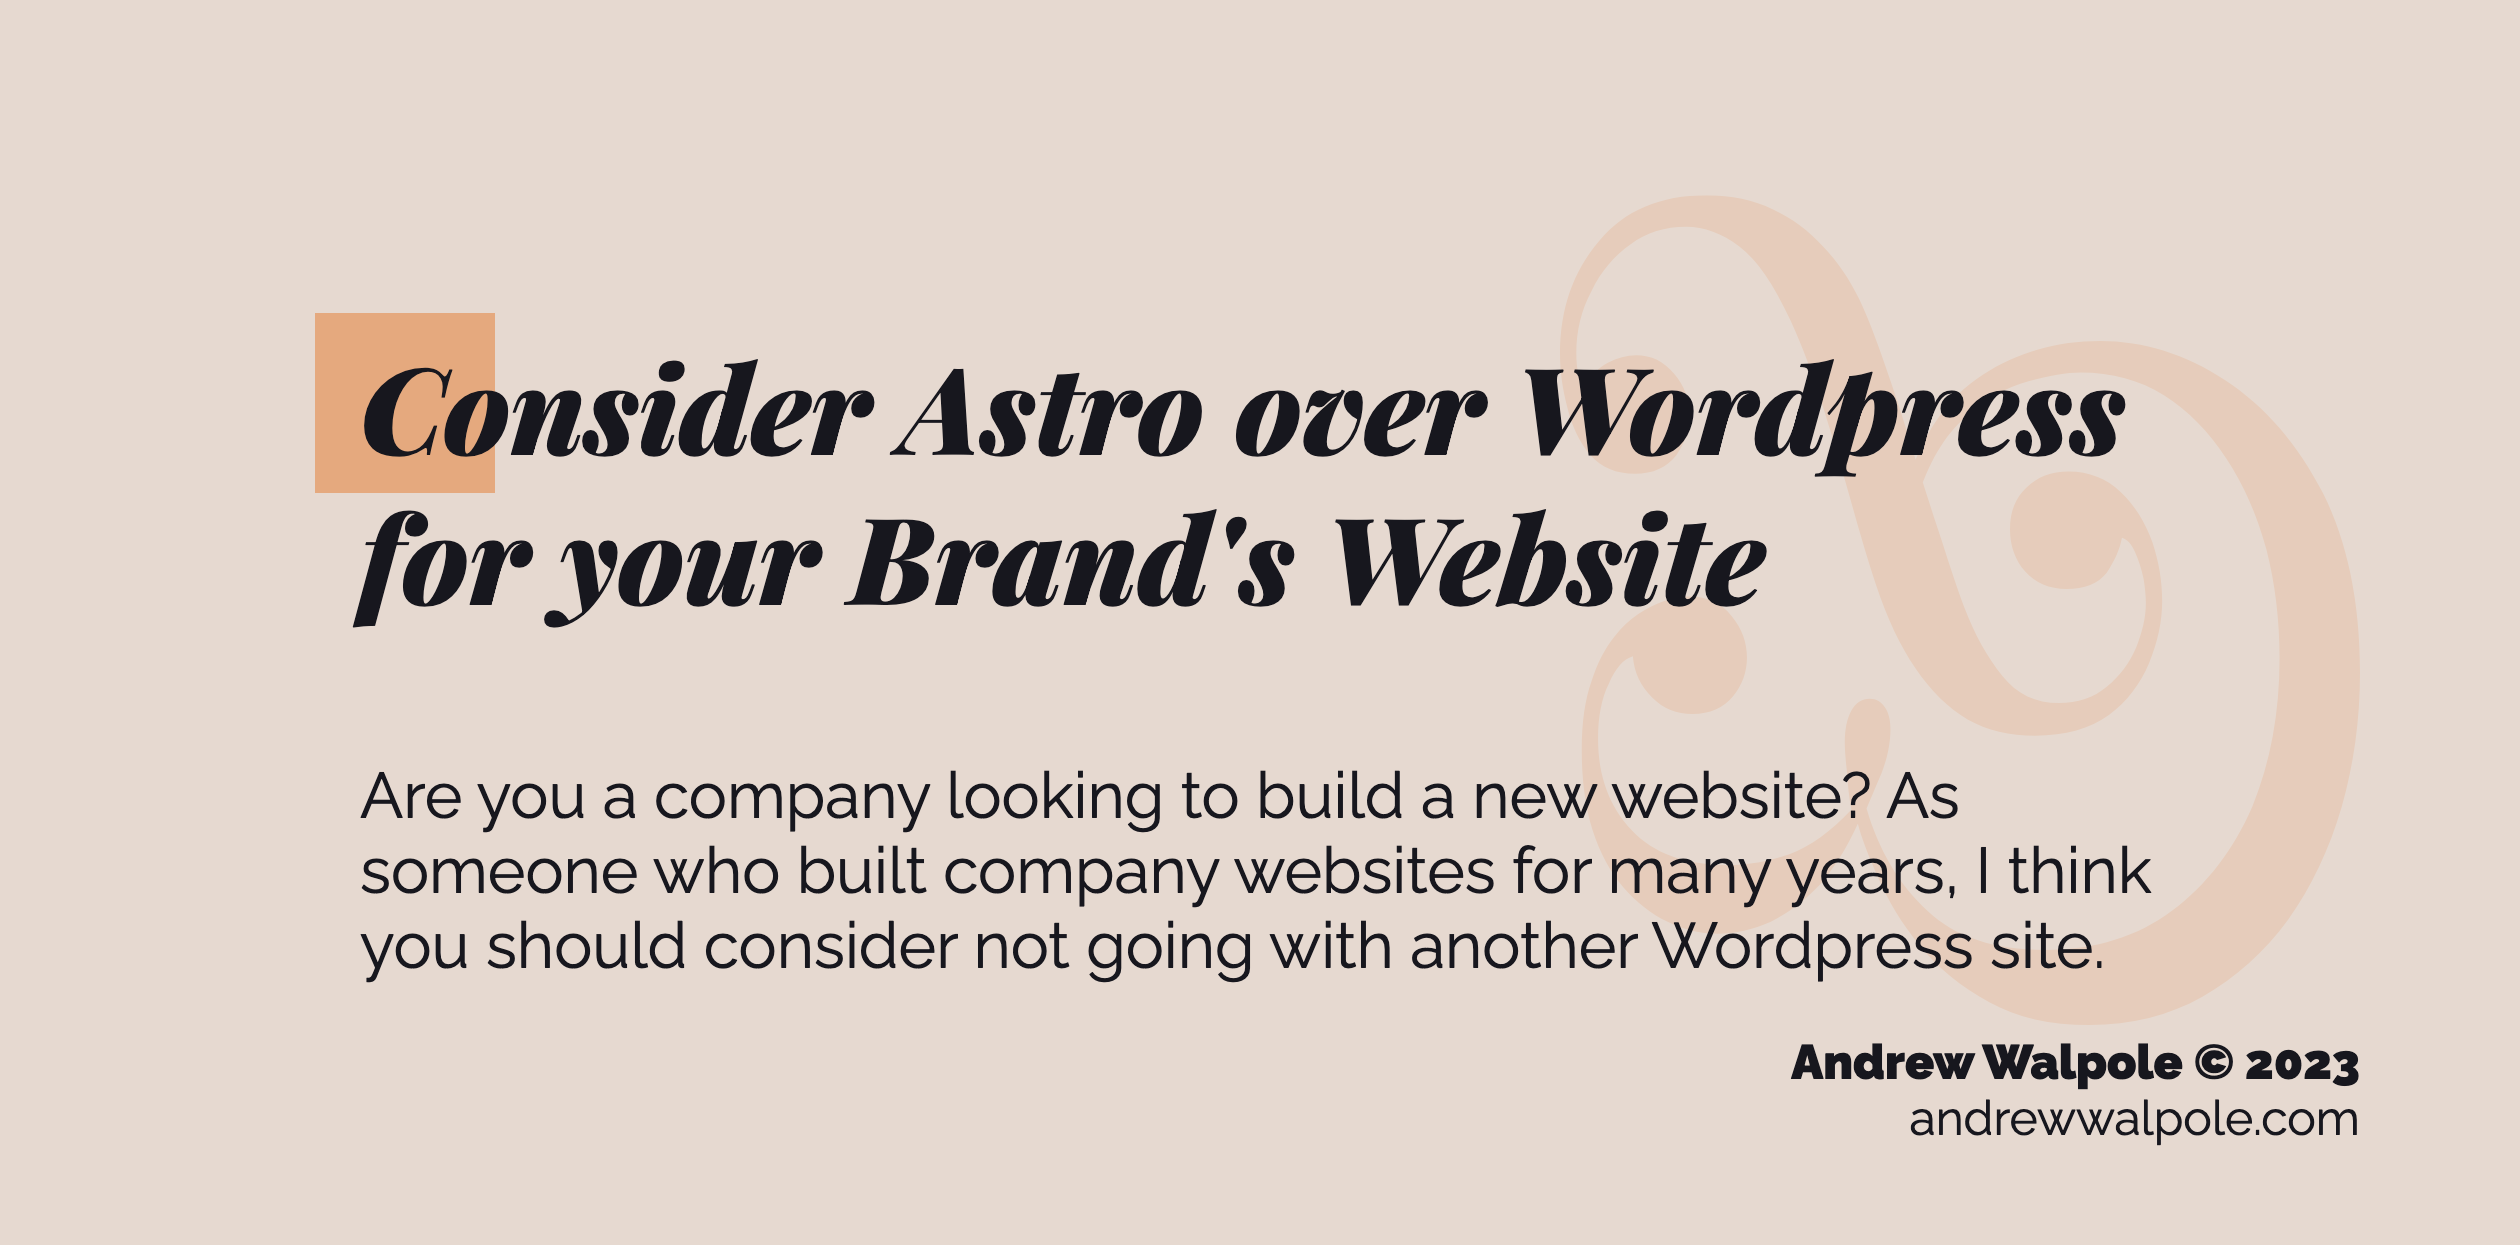 Consider Astro over Wordpress
for your Brand's Website
Are you a company looking to build a new website? As
someone who built company websites for many years, I think
you should consider not going with another Wordpress site.
Andrew Walpole © 2023
andrewwalpole.com